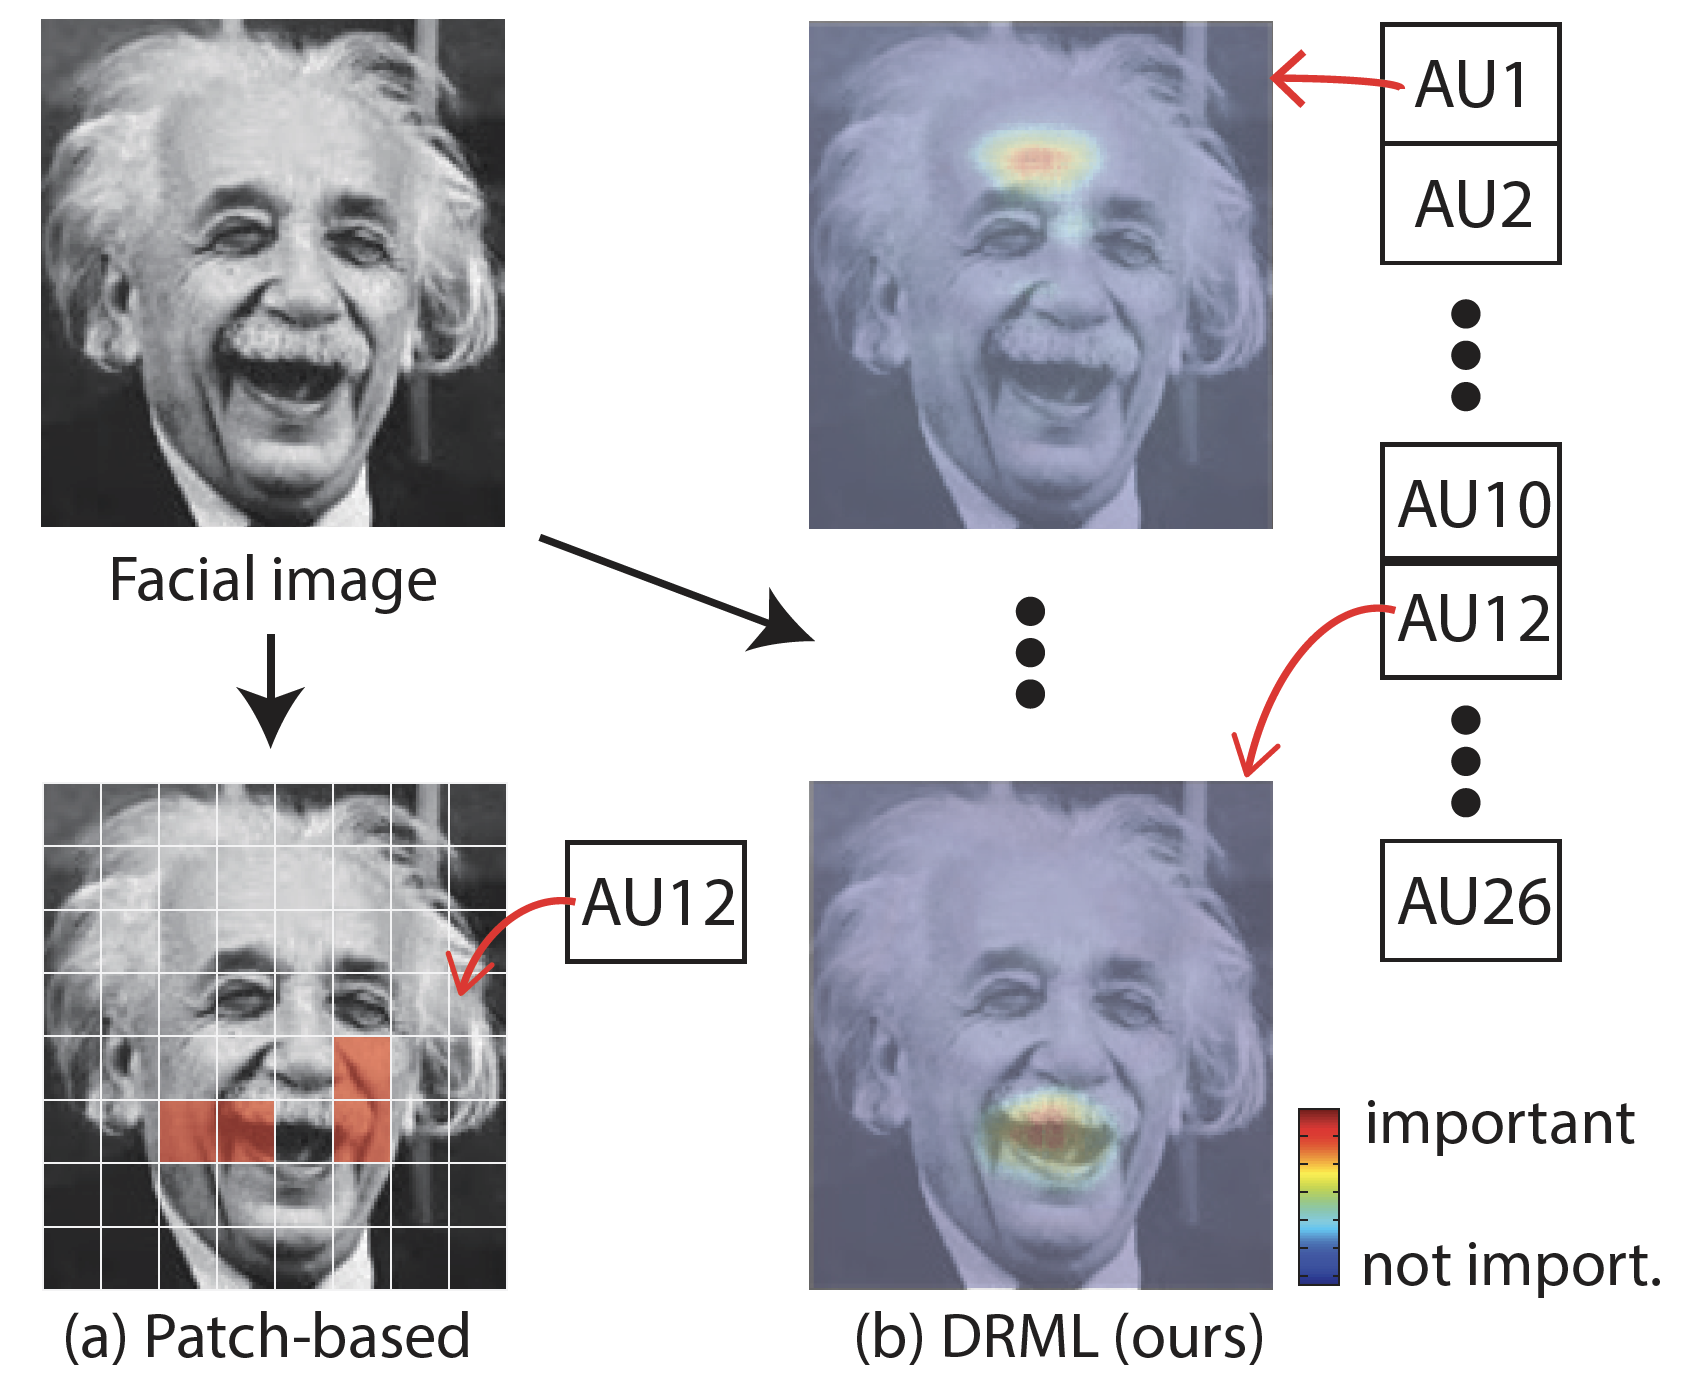 AU1
AU2
Facial image
AU10
AU12
AU12
AU26
important
not import.
(a) Patch-based
(b) DRML (ours)